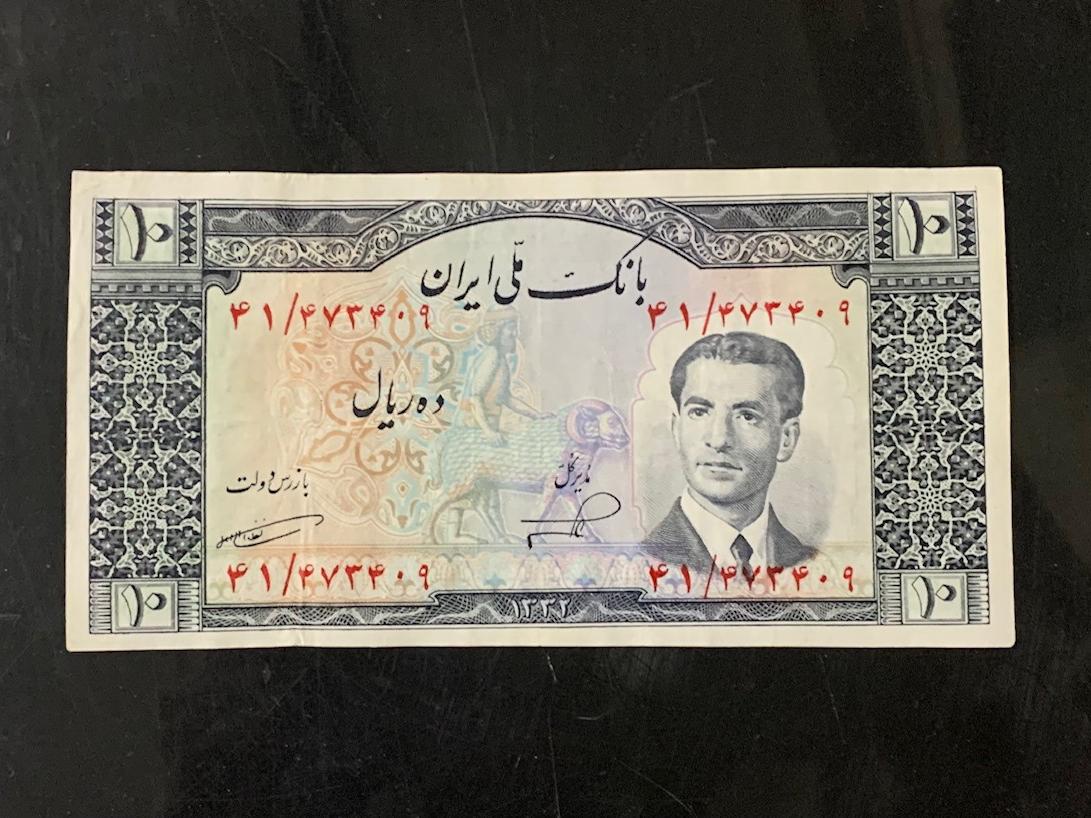 ۱۰
۱۰
بانک ملّی ایران
۴۱/۴۷۳۴۰۹
۴۱/۴۷۳۴۰۹
ده ریال
مدیر کل
بازرس دولت
۴۱/۴۷۳۴۰۹
۴۱/۴۷۳۴۰۹
۱۰
۱۳۳۲
۱۰